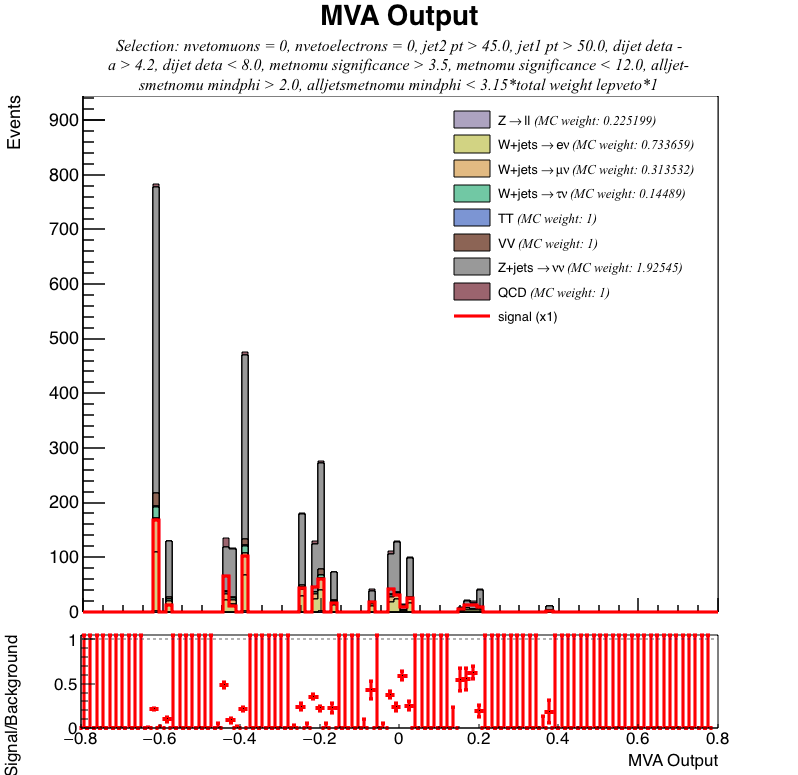 MVA Output
Selection: nvetomuons = 0, nvetoelectrons = 0, jet2 pt > 45.0, jet1 pt > 50.0, dijet deta -
a > 4.2, dijet deta < 8.0, metnomu significance > 3.5, metnomu significance < 12.0, alljet-
smetnomu mindphi > 2.0, alljetsmetnomu mindphi < 3.15*total weight lepveto*1
Events
900
800
700
600
500
400
300
200
100
0
Z→ll (MC weight: 0.225199)
W+jets→eν (MC weight: 0.733659)
W+jets→μν (MC weight: 0.313532)
W+jets→τν (MC weight: 0.14489)
TT (MC weight: 1)
VV (MC weight: 1)
Z+jets→νν (MC weight: 1.92545)
QCD (MC weight: 1)
signal (x1)
Signal/Background
1
0.5
0
−0.8 −0.6 −0.4 −0.2 0 0.2 0.4 0.6 0.8
MVA Output